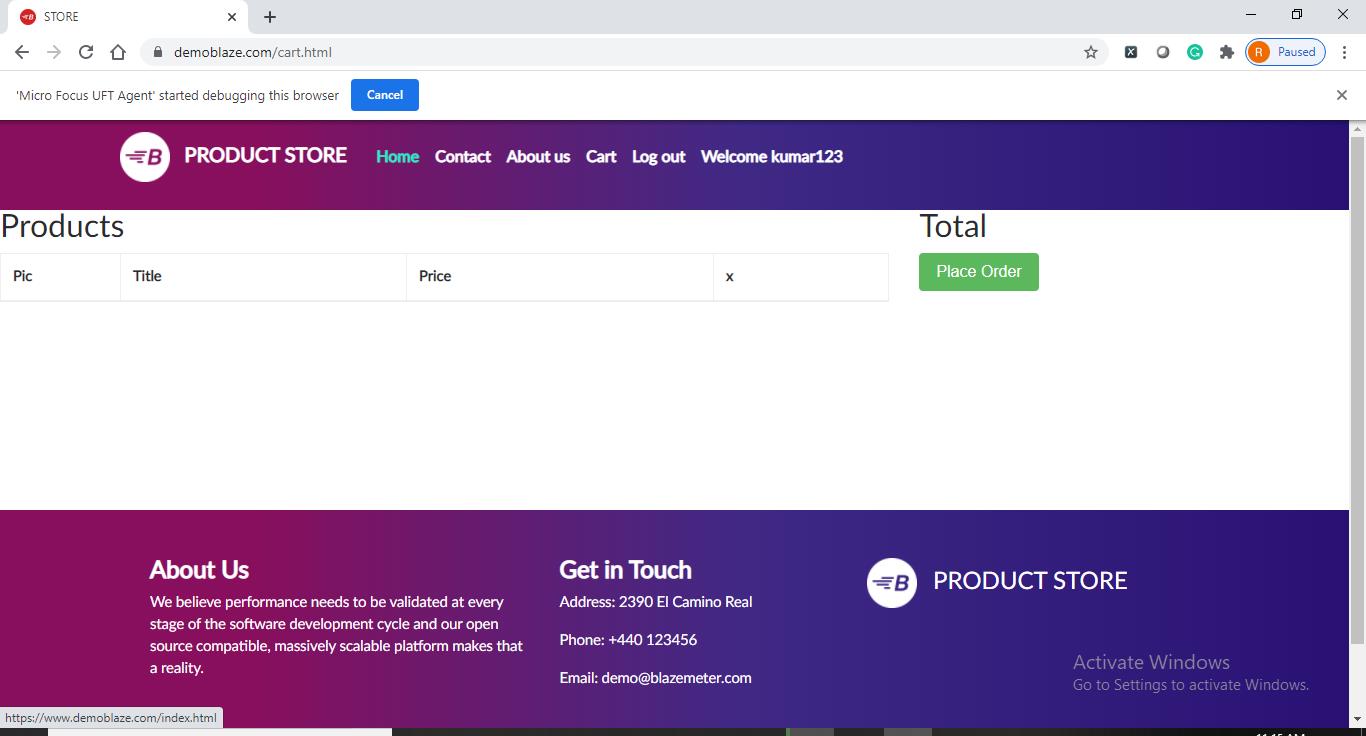 STORE
demoblaze.com/cart.html
R Paused
'Micro Focus UFT Agent' started debugging this browser Cancel
B PRODUCT STORE Home Contact About us Cart Log out Welcome kumar123
Products
Total
Pic Title Price x
Place Order
About Us
We believe performance needs to be validated at every
stage of the software development cycle and our open
source compatible, massively scalable platform makes that
a reality.
Get in Touch
Address: 2390 El Camino Real
Phone: +440 123456
Email: demo@blazemeter.com
B PRODUCT STORE
Activate Windows
Go to Settings to activate Windows.
https://www.demoblaze.com/index.html